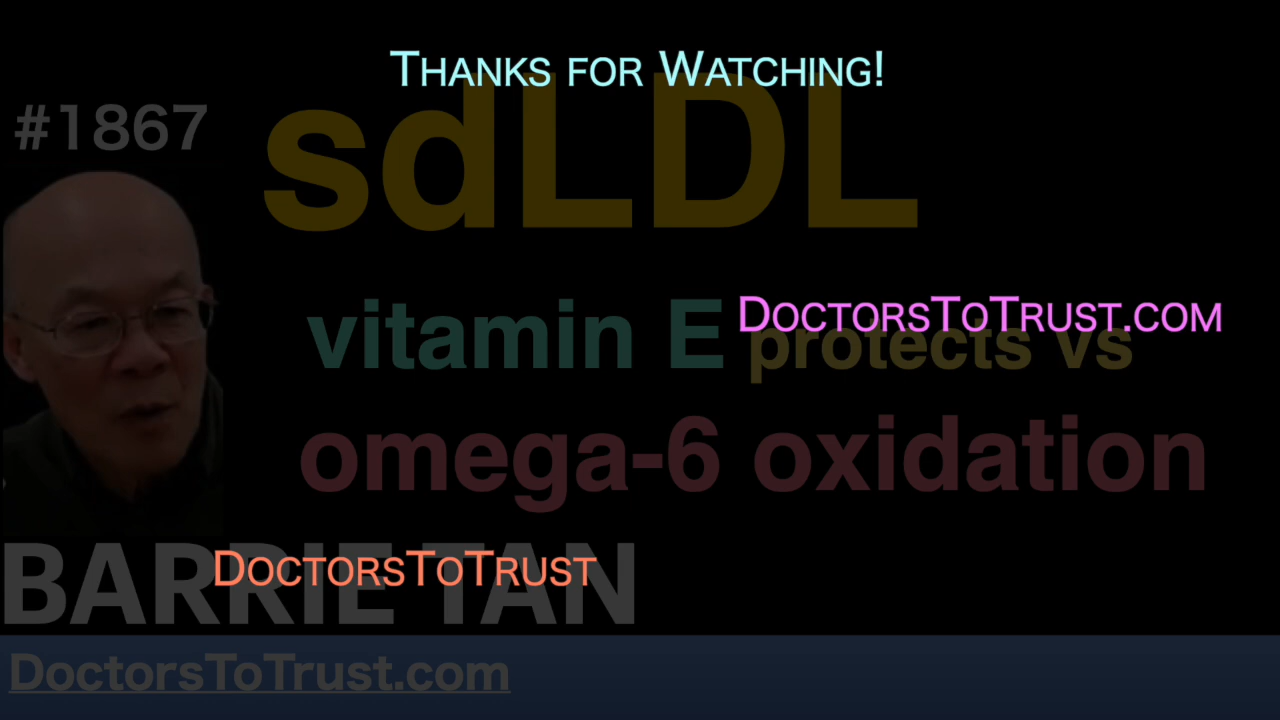 THANKS FOR WATCHING!
#1867
sdLDL
DOCTORSTOTRUST.COM
vitamin E protects vs
omega-6 oxidation
DOCTORSTOTRUST
BARRIE TAN
DoctorsToTrust.com